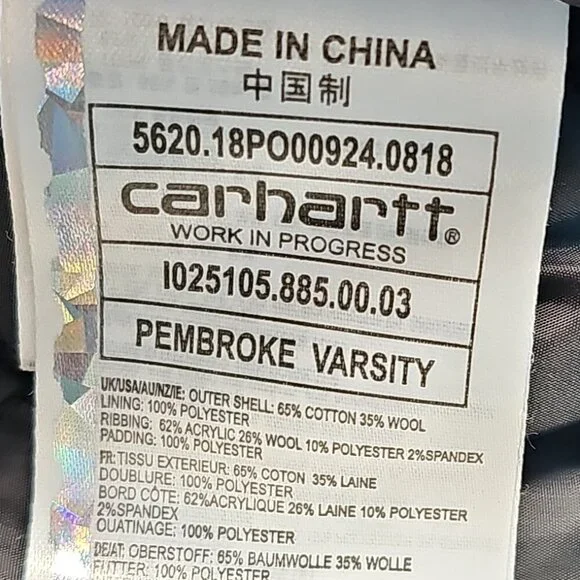 MADE IN CHINA
中国制
5620.18PO00924.0818
carhartt®
WORK IN PROGRESS
I025105.885.00.03
PEMBROKE VARSITY
UK/USA/AU/NZ/IE: OUTER SHELL: 65% COTTON 35% WOOL
LINING: 100% POLYESTER
RIBBING: 62% ACRYLIC 26% WOOL 10% POLYESTER 2%SPANDEX
PADDING: 100% POLYESTER
FR: TISSU EXTERIEUR: 65% COTON 35% LAINE
DOUBLURE: 100% POLYESTER
BORD CÔTE: 62%ACRYLIQUE 26% LAINE 10% POLYESTER
2%SPANDEX
OUATINAGE: 100% POLYESTER
DE/AT: OBERSTOFF: 65% BAUMWOLLE 35% WOLLE
FUTTER: 100% POLYESTER